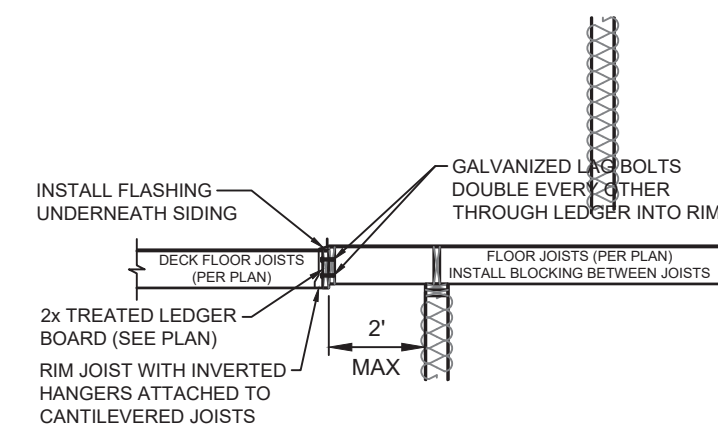 GALVANIZED LAG BOLTS
DOUBLE EVERY OTHER
THROUGH LEDGER INTO RIM
INSTALL FLASHING
UNDERNEATH SIDING
DECK FLOOR JOISTS
(PER PLAN)
FLOOR JOISTS (PER PLAN)
INSTALL BLOCKING BETWEEN JOISTS
2x TREATED LEDGER
BOARD (SEE PLAN)
2'
MAX
RIM JOIST WITH INVERTED
HANGERS ATTACHED TO
CANTILEVERED JOISTS